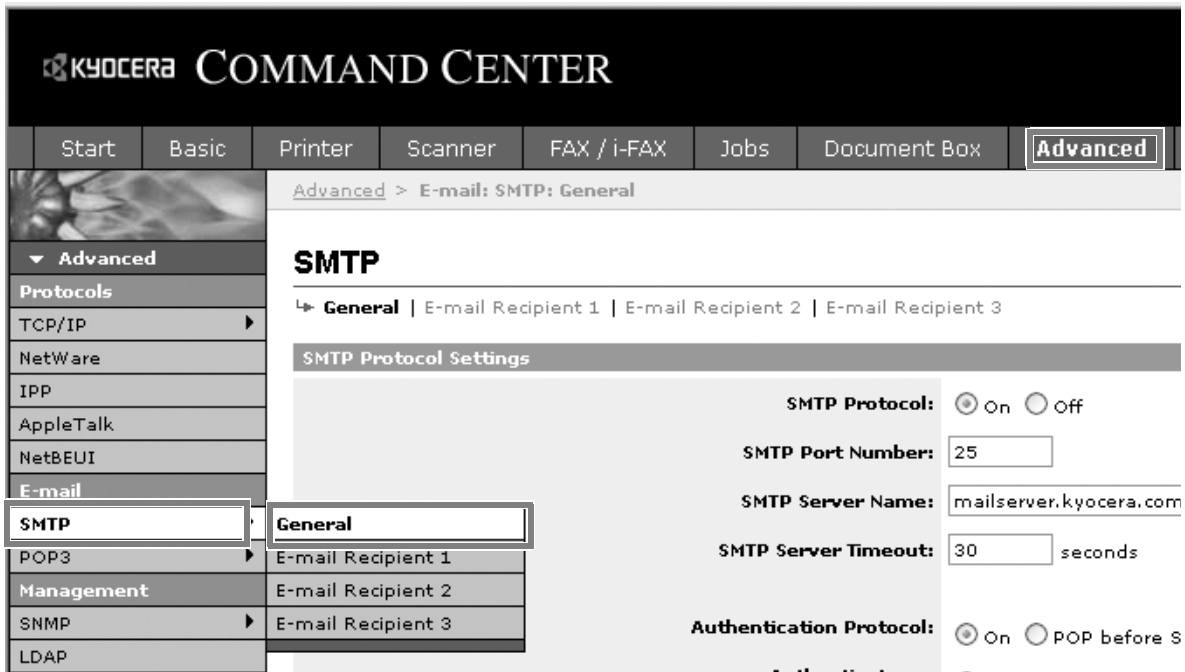 KYOCERA COMMAND CENTER
Start Basic Printer Scanner FAX / i-FAX Jobs Document Box Advanced
Advanced > E-mail: SMTP: General
Advanced
Protocols
TCP/IP
NetWare
IPP
AppleTalk
NetBEUI
E-mail
SMTP
POP3
Management
SNMP
LDAP
General
E-mail Recipient 1
E-mail Recipient 2
E-mail Recipient 3
SMTP
General | E-mail Recipient 1 | E-mail Recipient 2 | E-mail Recipient 3
SMTP Protocol Settings
SMTP Protocol: On Off
SMTP Port Number: 25
SMTP Server Name: mailserver.kyocera.com
SMTP Server Timeout: 30 seconds
Authentication Protocol: On POP before S